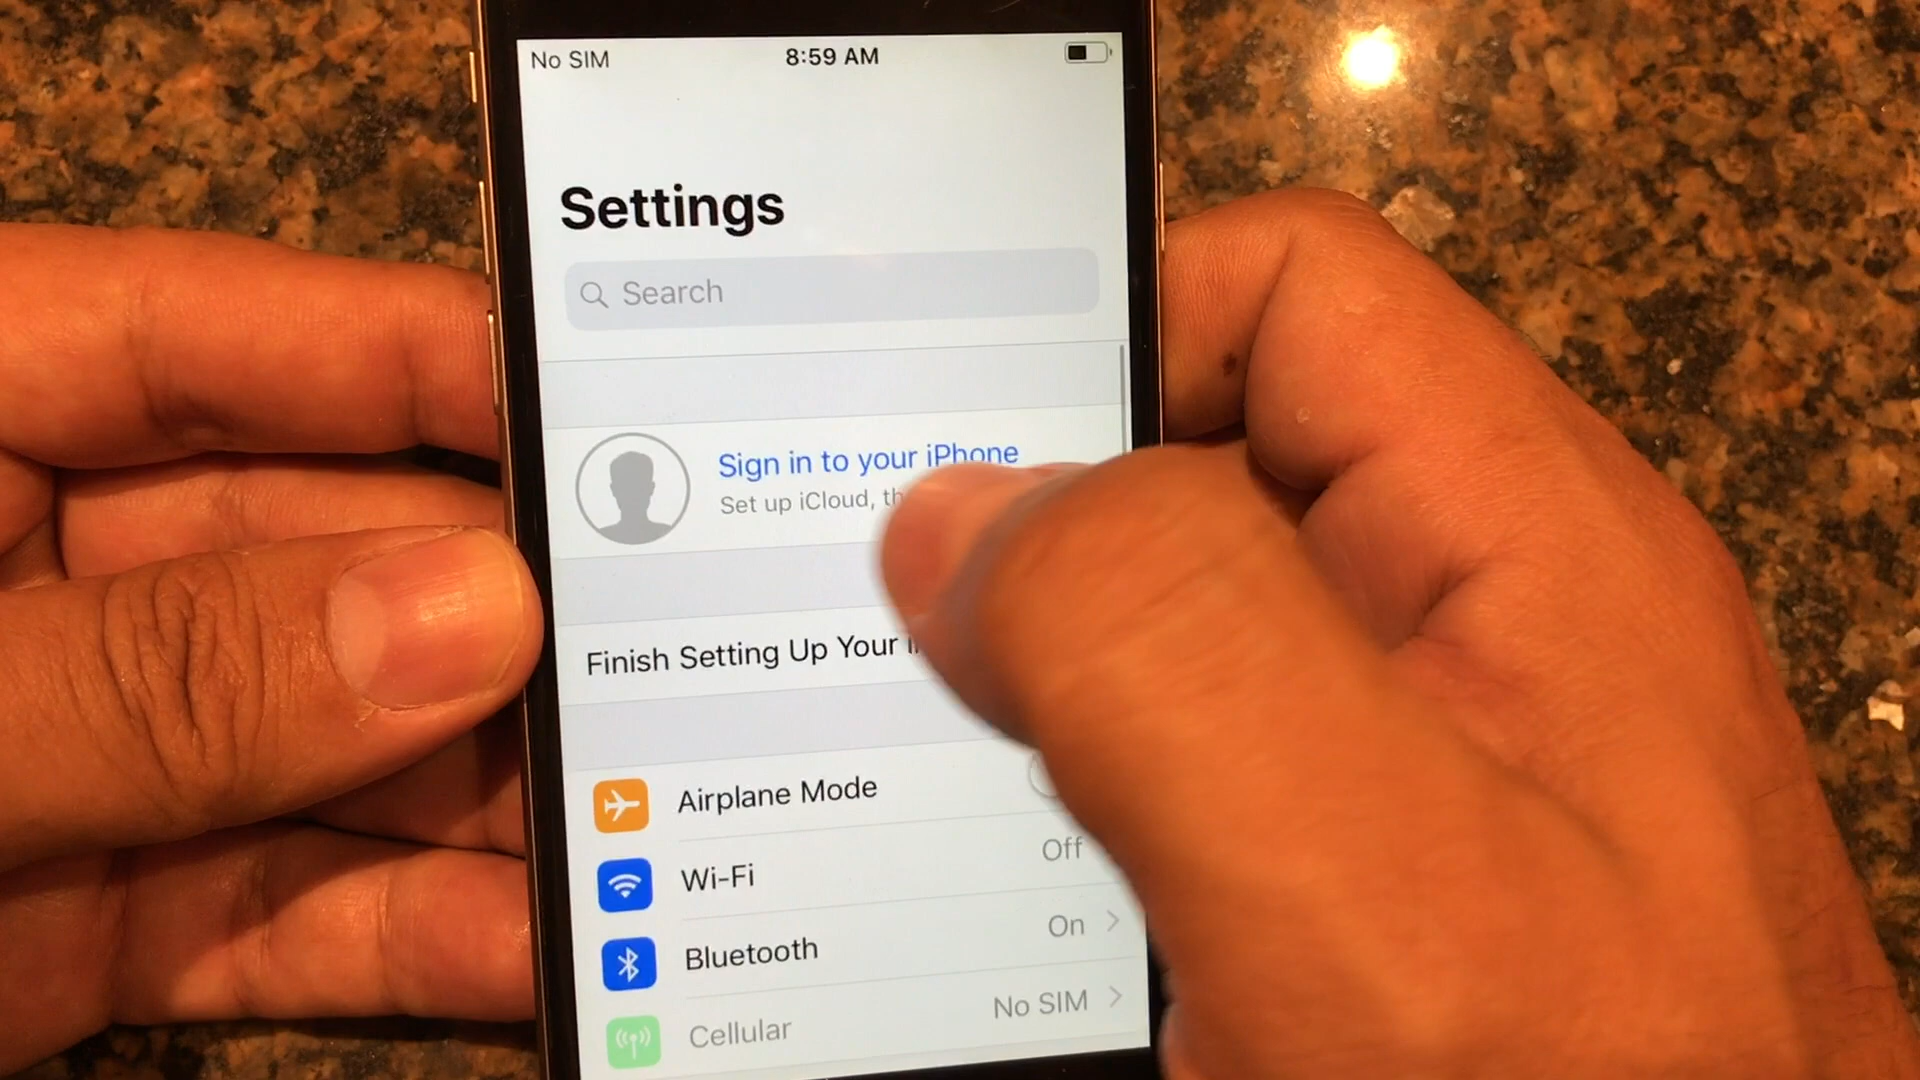 No SIM 8:59 AM
Settings
Search
Sign in to your iPhone
Set up iCloud,
Finish Setting Up Your
Airplane Mode
Wi-Fi Off
Bluetooth On
Cellular No SIM